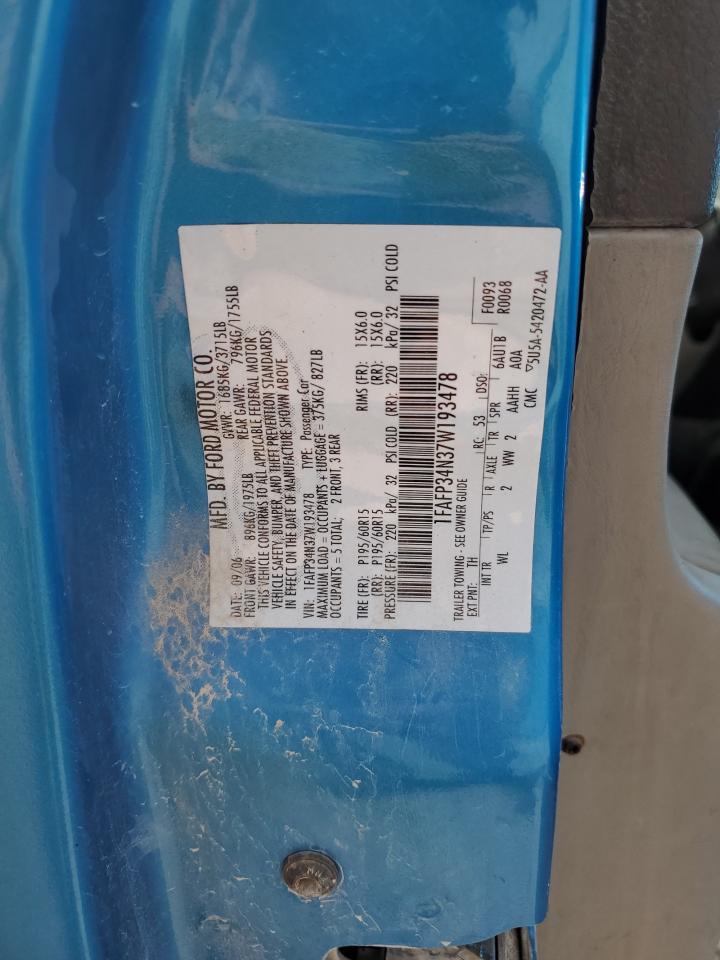 MFD. BY FORD MOTOR CO.
DATE: 09/06 GVWR: 1685KG/3715LB
FRONT GAWR: 896KG/1975LB REAR GAWR: 796KG/1755LB
THIS VEHICLE CONFORMS TO ALL APPLICABLE FEDERAL MOTOR
VEHICLE SAFETY, BUMPER, AND THEFT PREVENTION STANDARDS
IN EFFECT ON THE DATE OF MANUFACTURE SHOWN ABOVE.
VIN: 1FAFP34N37W193478 TYPE: Passenger Car
MAXIMUM LOAD = OCCUPANTS + LUGGAGE = 375KG/ 827LB
OCCUPANTS = 5 TOTAL; 2 FRONT, 3 REAR
TIRE (FR): P195/60R15 RIMS (FR): 15X6.0
(RR): P195/60R15 (RR): 15X6.0
PRESSURE (FR): 220 kPa/ 32 PSI COLD (RR): 220 kPa/ 32 PSI COLD
1FAFP34N37W193478
TRAILER TOWING - SEE OWNER GUIDE
EXT PNT: TH RC: 53 DSO: F0093
INT TR TP/PS R AXLE TR SPR 6AU1B R0068
WL 2 WW 2 AAHH A0A
CMC ▽5U5A-5420472-AA